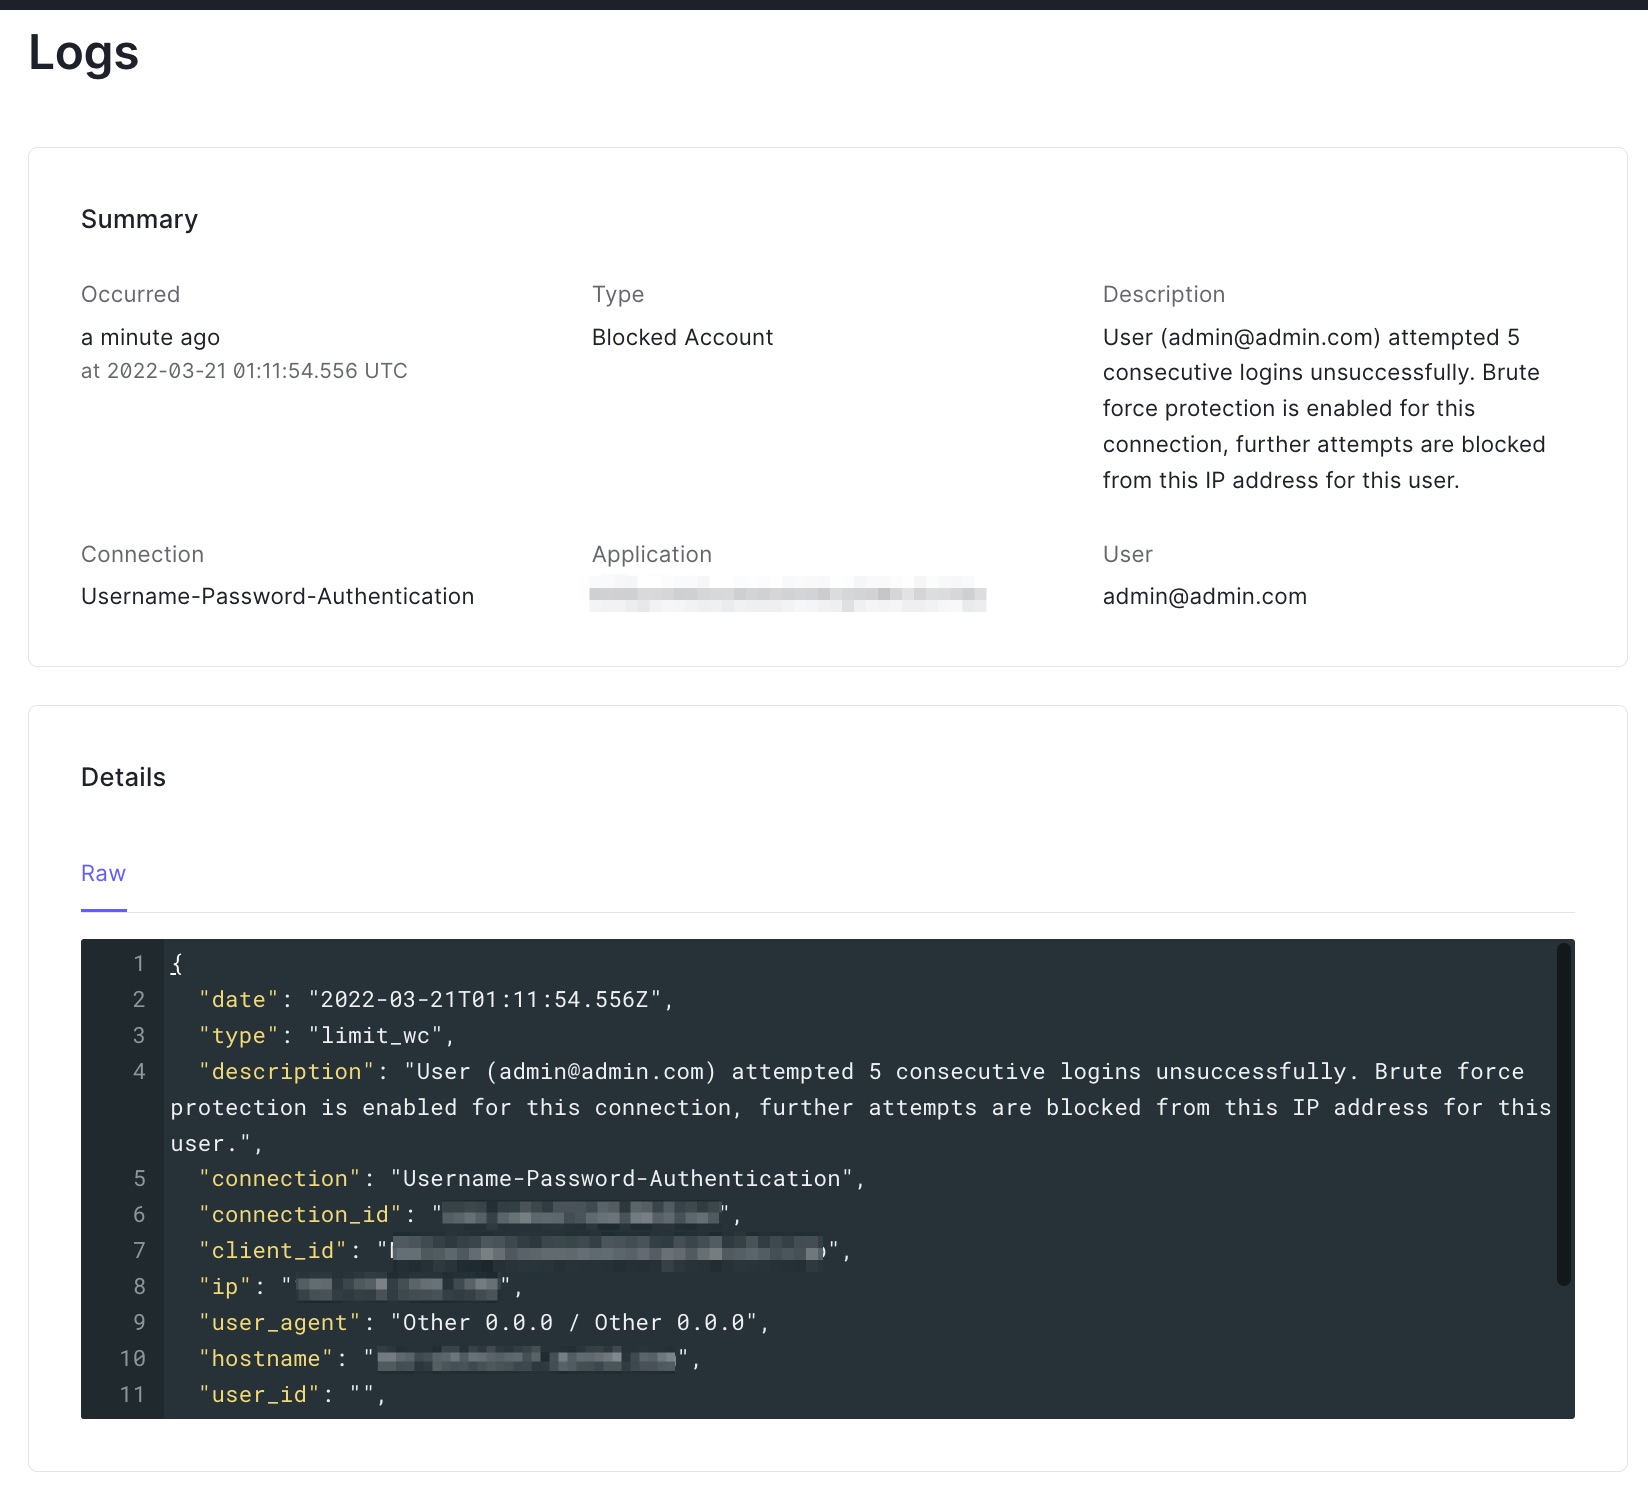 Logs
Summary
Occurred
a minute ago
at 2022-03-21 01:11:54.556 UTC
Type
Blocked Account
Description
User (admin@admin.com) attempted 5
consecutive logins unsuccessfully. Brute
force protection is enabled for this
connection, further attempts are blocked
from this IP address for this user.
Connection
Username-Password-Authentication
Application
User
admin@admin.com
Details
Raw
1 {
2 "date": "2022-03-21T01:11:54.556Z",
3 "type": "limit_wc",
4 "description": "User (admin@admin.com) attempted 5 consecutive logins unsuccessfully. Brute force
protection is enabled for this connection, further attempts are blocked from this IP address for this
user.",
5 "connection": "Username-Password-Authentication",
6 "connection_id": "",
7 "client_id": "",
8 "ip": "",
9 "user_agent": "Other 0.0.0 / Other 0.0.0",
10 "hostname": "",
11 "user_id": "",